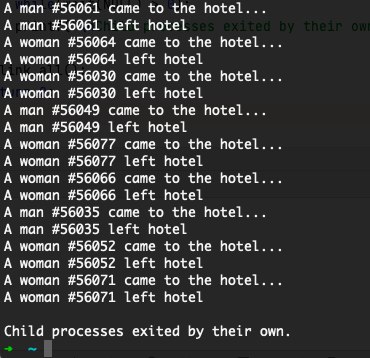 A man #56061 came to the hotel...
A man #56061 left hotel
A woman #56064 came to the hotel...
A woman #56064 left hotel
A woman #56030 came to the hotel...
A woman #56030 left hotel
A man #56049 came to the hotel...
A man #56049 left hotel
A woman #56077 came to the hotel...
A woman #56077 left hotel
A woman #56066 came to the hotel...
A woman #56066 left hotel
A man #56035 came to the hotel...
A man #56035 left hotel
A woman #56052 came to the hotel...
A woman #56052 left hotel
A woman #56071 came to the hotel...
A woman #56071 left hotel
Child processes exited by their own.
➜ ~